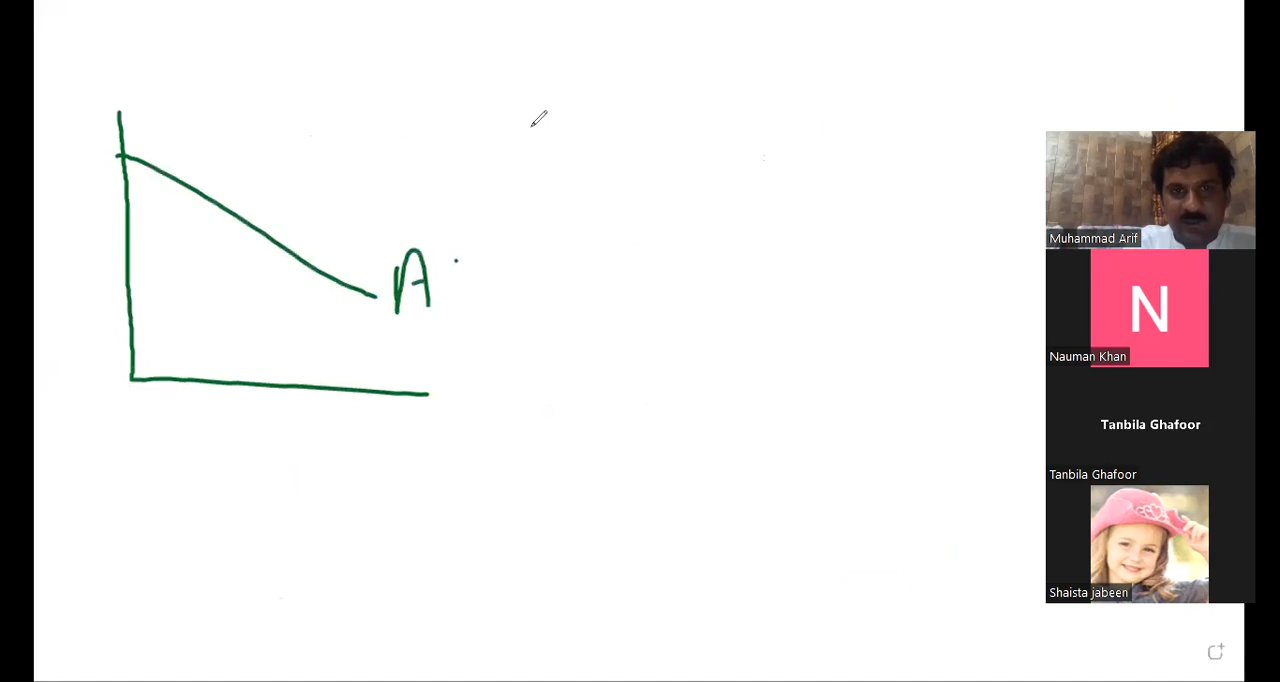 A
Muhammad Arif
N
Nauman Khan
Tanbila Ghafoor
Tanbila Ghafoor
Shaista jabeen